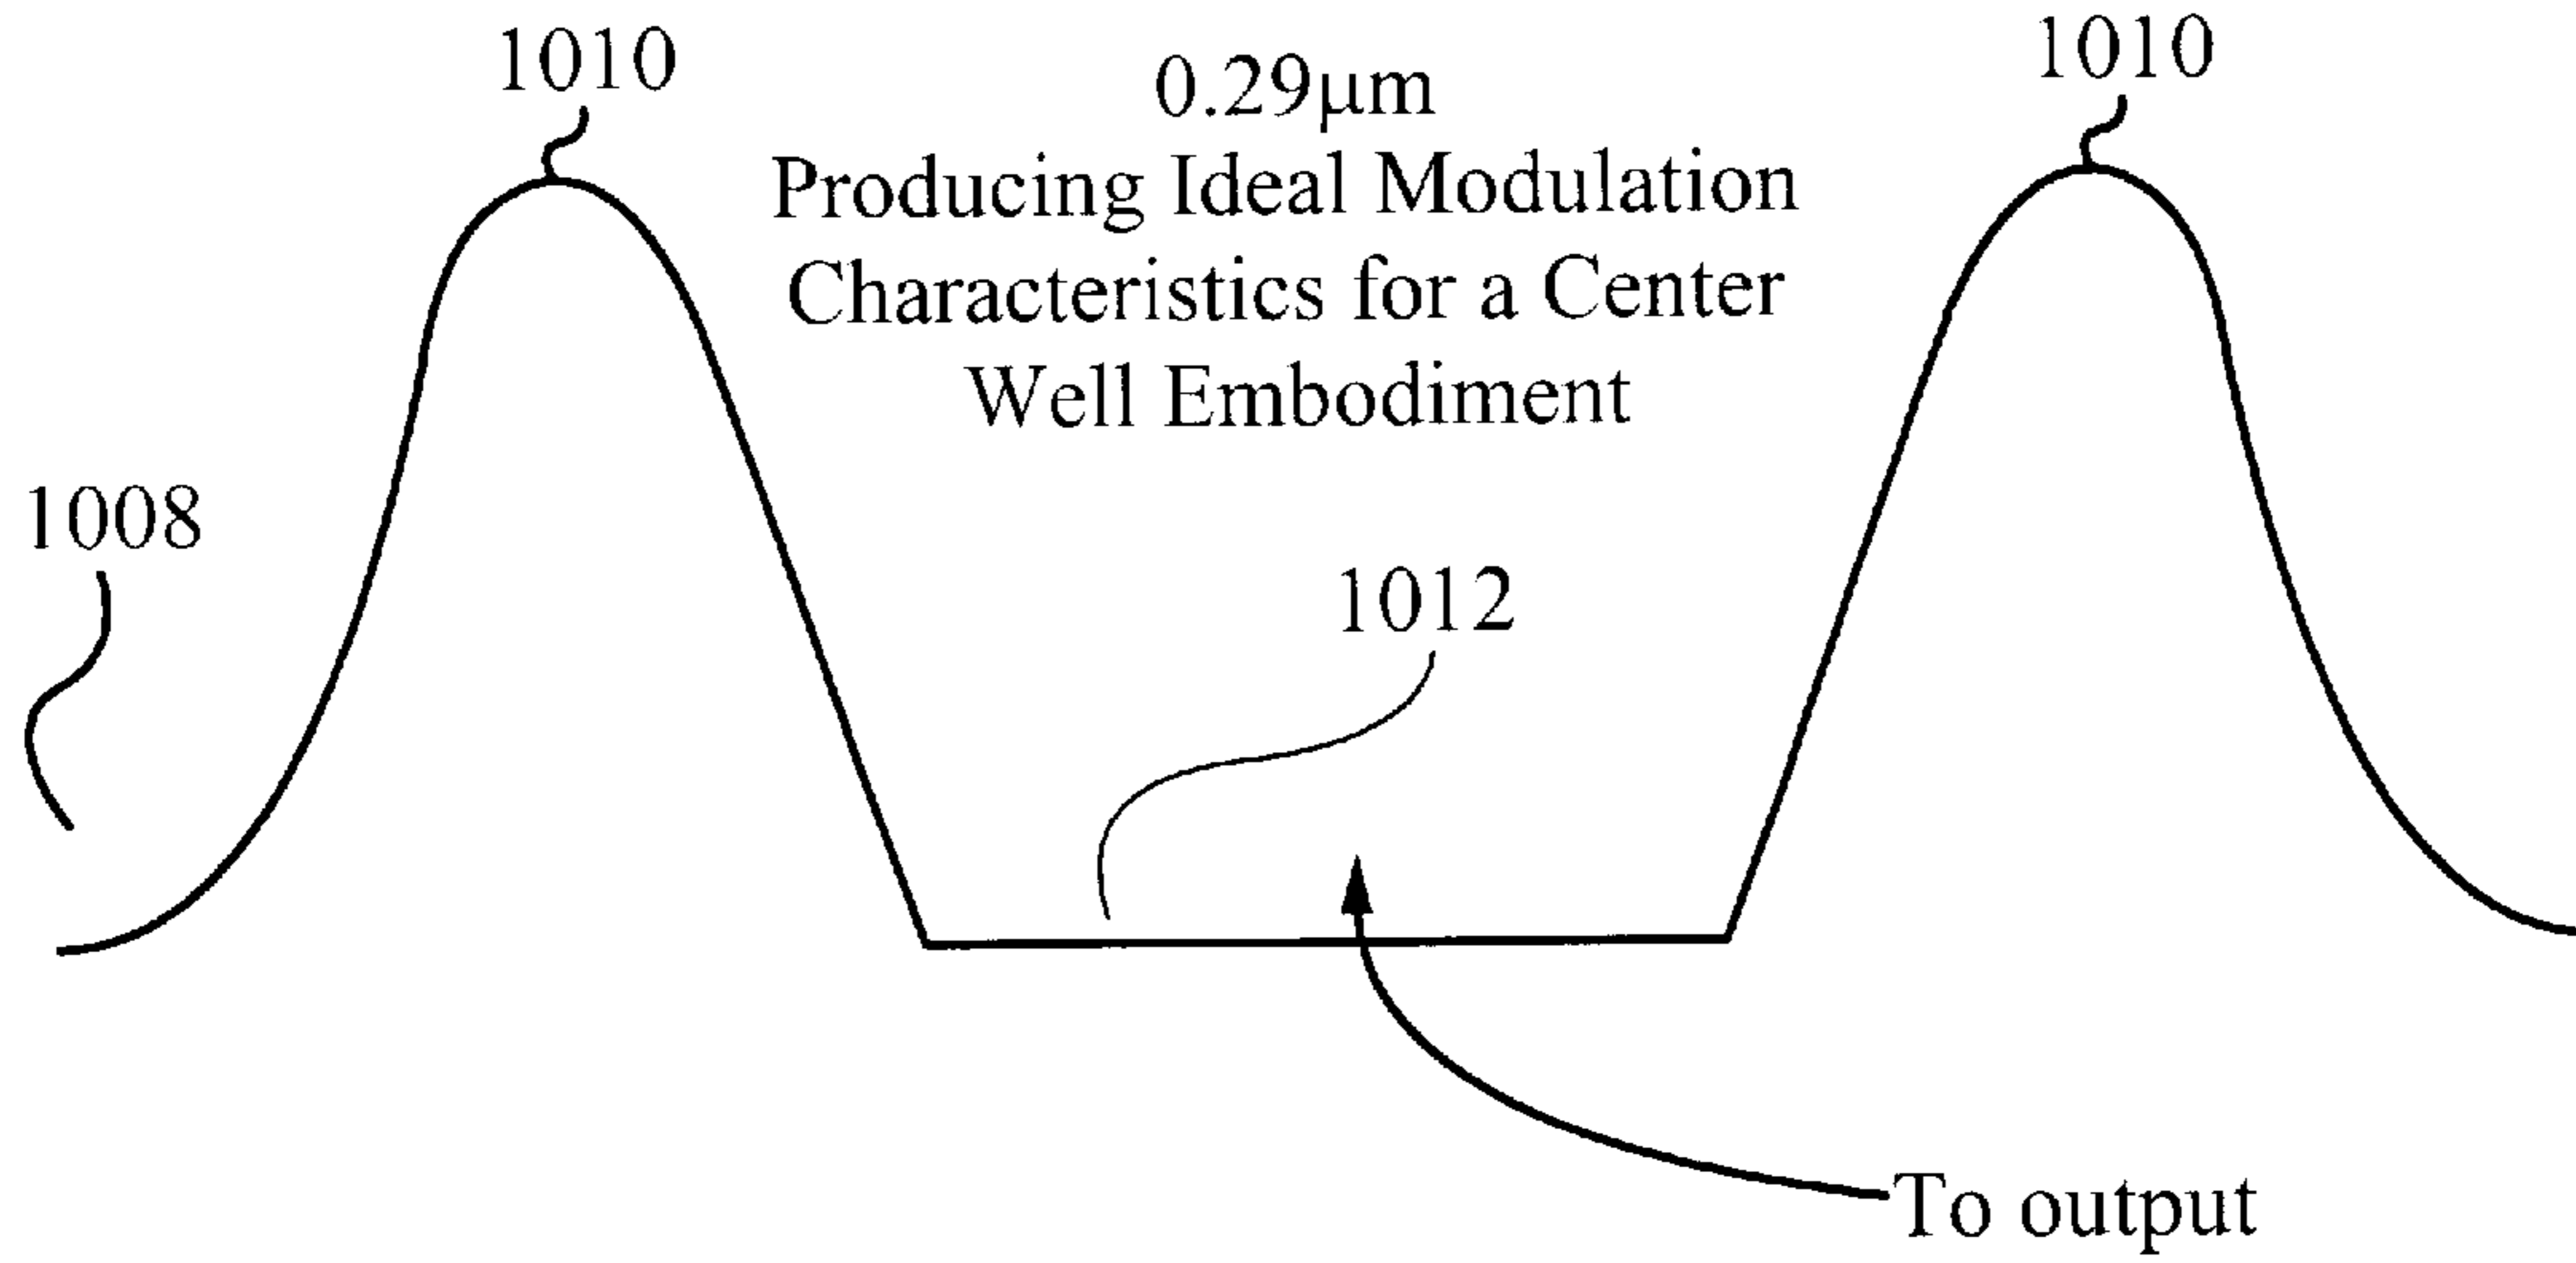 1010
1010
0.29μm
Producing Ideal Modulation
Characteristics for a Center
Well Embodiment
1008
1012
To output